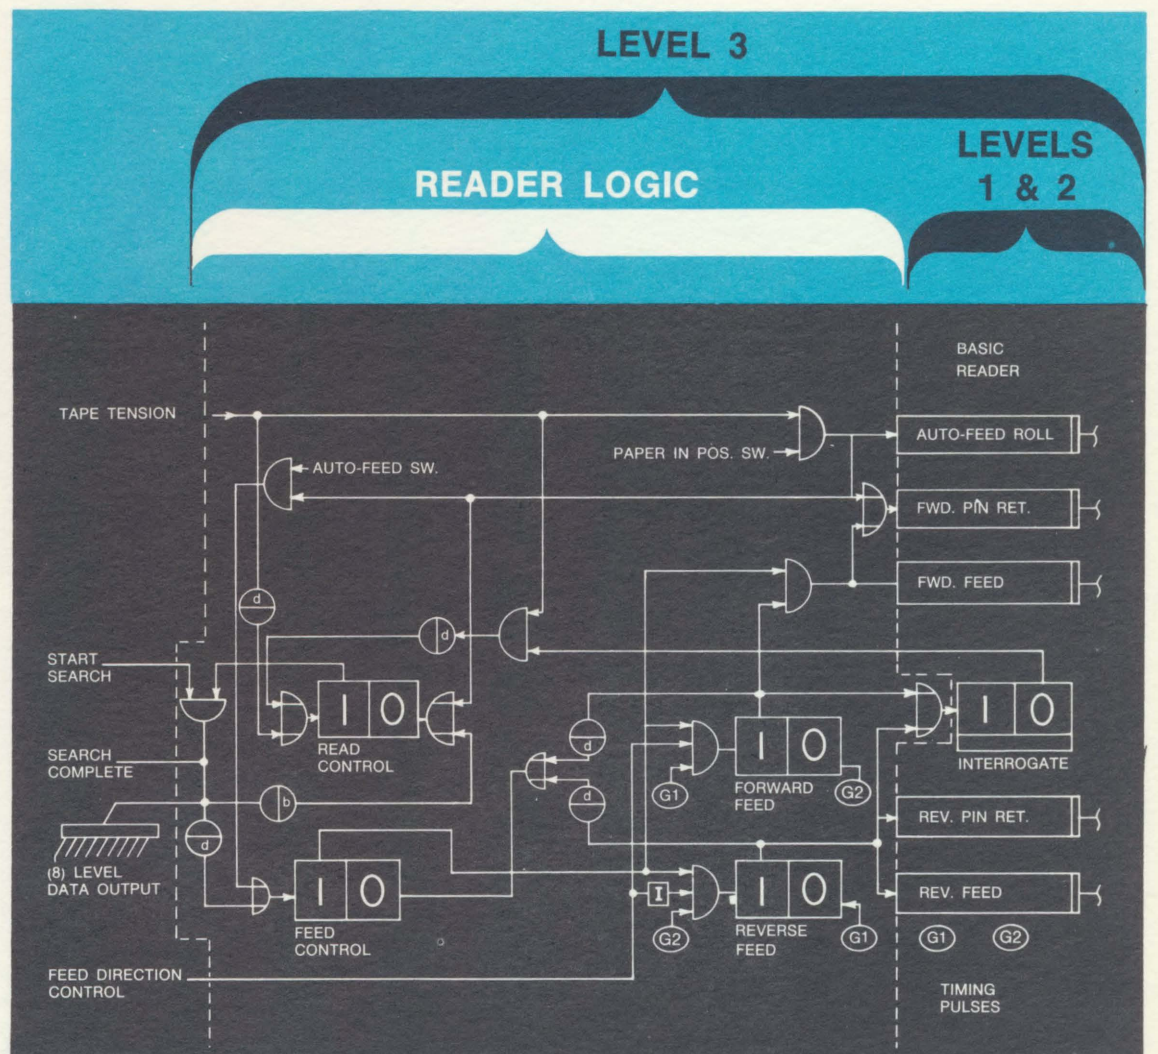 LEVEL 3
LEVELS
1 & 2
READER LOGIC
BASIC
READER
TAPE TENSION
AUTO-FEED SW.
PAPER IN POS. SW.
AUTO-FEED ROLL
FWD. PIN RET.
FWD. FEED
d
d
START
SEARCH
I O
READ
CONTROL
d
I O
FORWARD
FEED
G1
G2
I O
INTERROGATE
SEARCH
COMPLETE
b
d
REV. PIN RET.
d
(8) LEVEL
DATA OUTPUT
I O
FEED
CONTROL
I
I O
REVERSE
FEED
G2
G1
REV. FEED
G1
G2
FEED DIRECTION
CONTROL
TIMING
PULSES